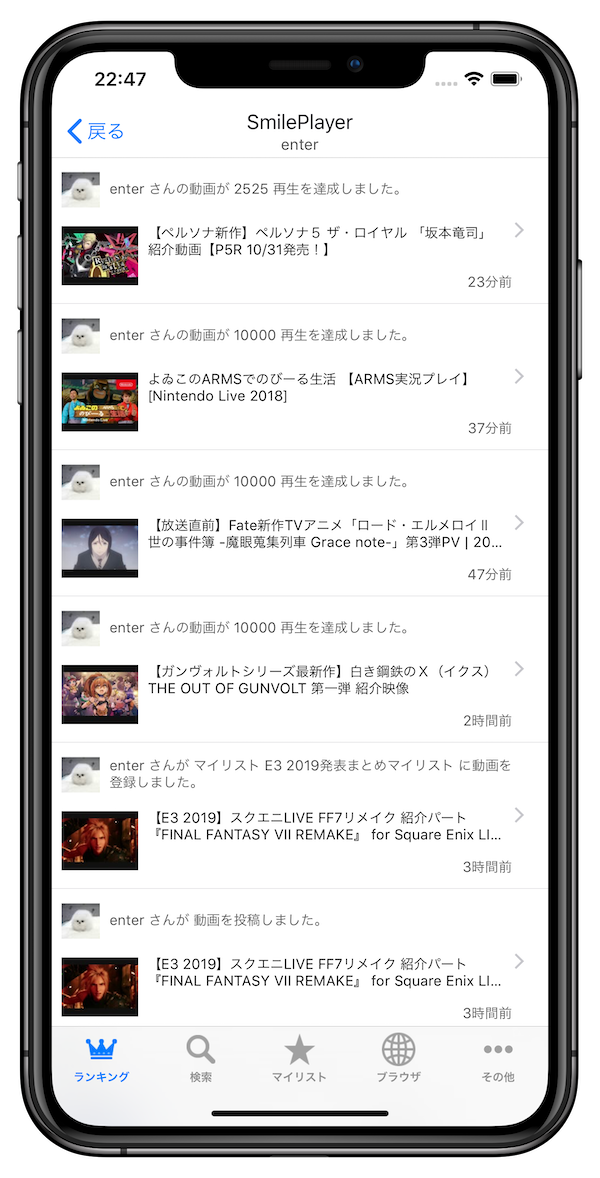 22:47
戻る
SmilePlayer
enter
enter さんの動画が 2525 再生を達成しました。
【ペルソナ新作】ペルソナ5 ザ・ロイヤル 「坂本竜司」
紹介動画【P5R 10/31発売！】
23分前
enter さんの動画が 10000 再生を達成しました。
よゐこのARMSでのびーる生活 【ARMS実況プレイ】
[Nintendo Live 2018]
37分前
enter さんの動画が 10000 再生を達成しました。
【放送直前】Fate新作TVアニメ「ロード・エルメロイⅡ
世の事件簿 -魔眼蒐集列車 Grace note-」第3弾PV | 20...
47分前
enter さんの動画が 10000 再生を達成しました。
【ガンヴォルトシリーズ最新作】白き鋼鉄のＸ（イクス）
THE OUT OF GUNVOLT 第一弾 紹介映像
2時間前
enter さんが マイリスト E3 2019発表まとめマイリスト に動画を
登録しました。
【E3 2019】スクエニLIVE FF7リメイク 紹介パート
『FINAL FANTASY VII REMAKE』 for Square Enix LI...
3時間前
enter さんが 動画を投稿しました。
【E3 2019】スクエニLIVE FF7リメイク 紹介パート
『FINAL FANTASY VII REMAKE』 for Square Enix LI...
3時間前
ランキング
検索
マイリスト
ブラウザ
その他